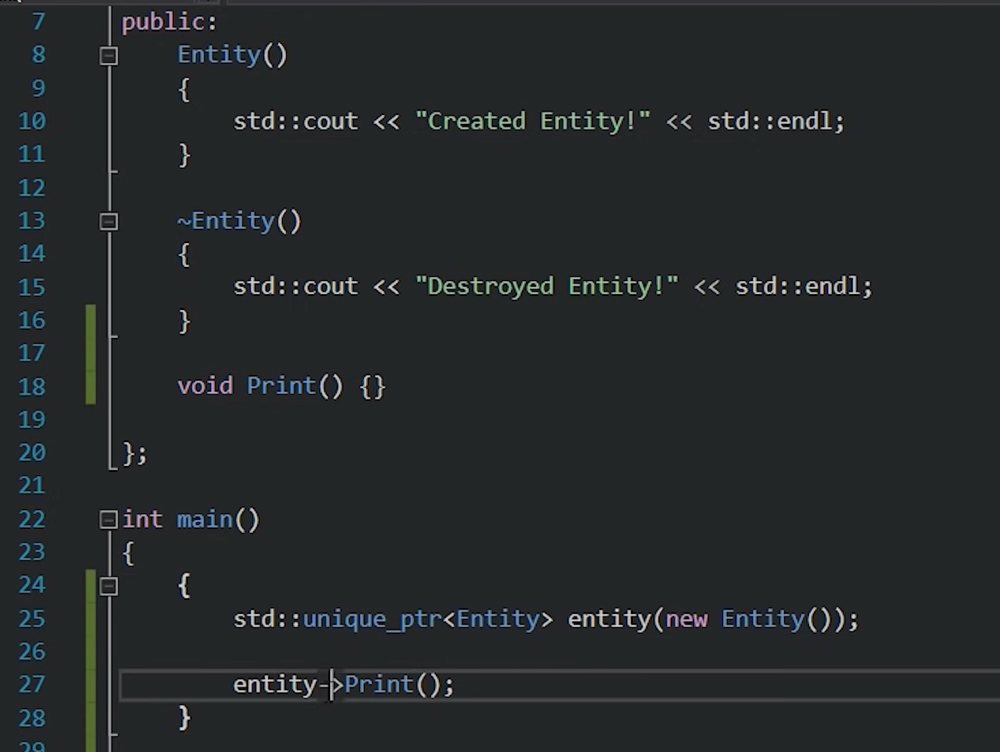 7 public:
8 Entity()
9 {
10 std::cout << "Created Entity!" << std::endl;
11 }
12
13 ~Entity()
14 {
15 std::cout << "Destroyed Entity!" << std::endl;
16 }
17
18 void Print() {}
19
20 };
21
22 int main()
23 {
24 {
25 std::unique_ptr<Entity> entity(new Entity());
26
27 entity->Print();
28 }
29